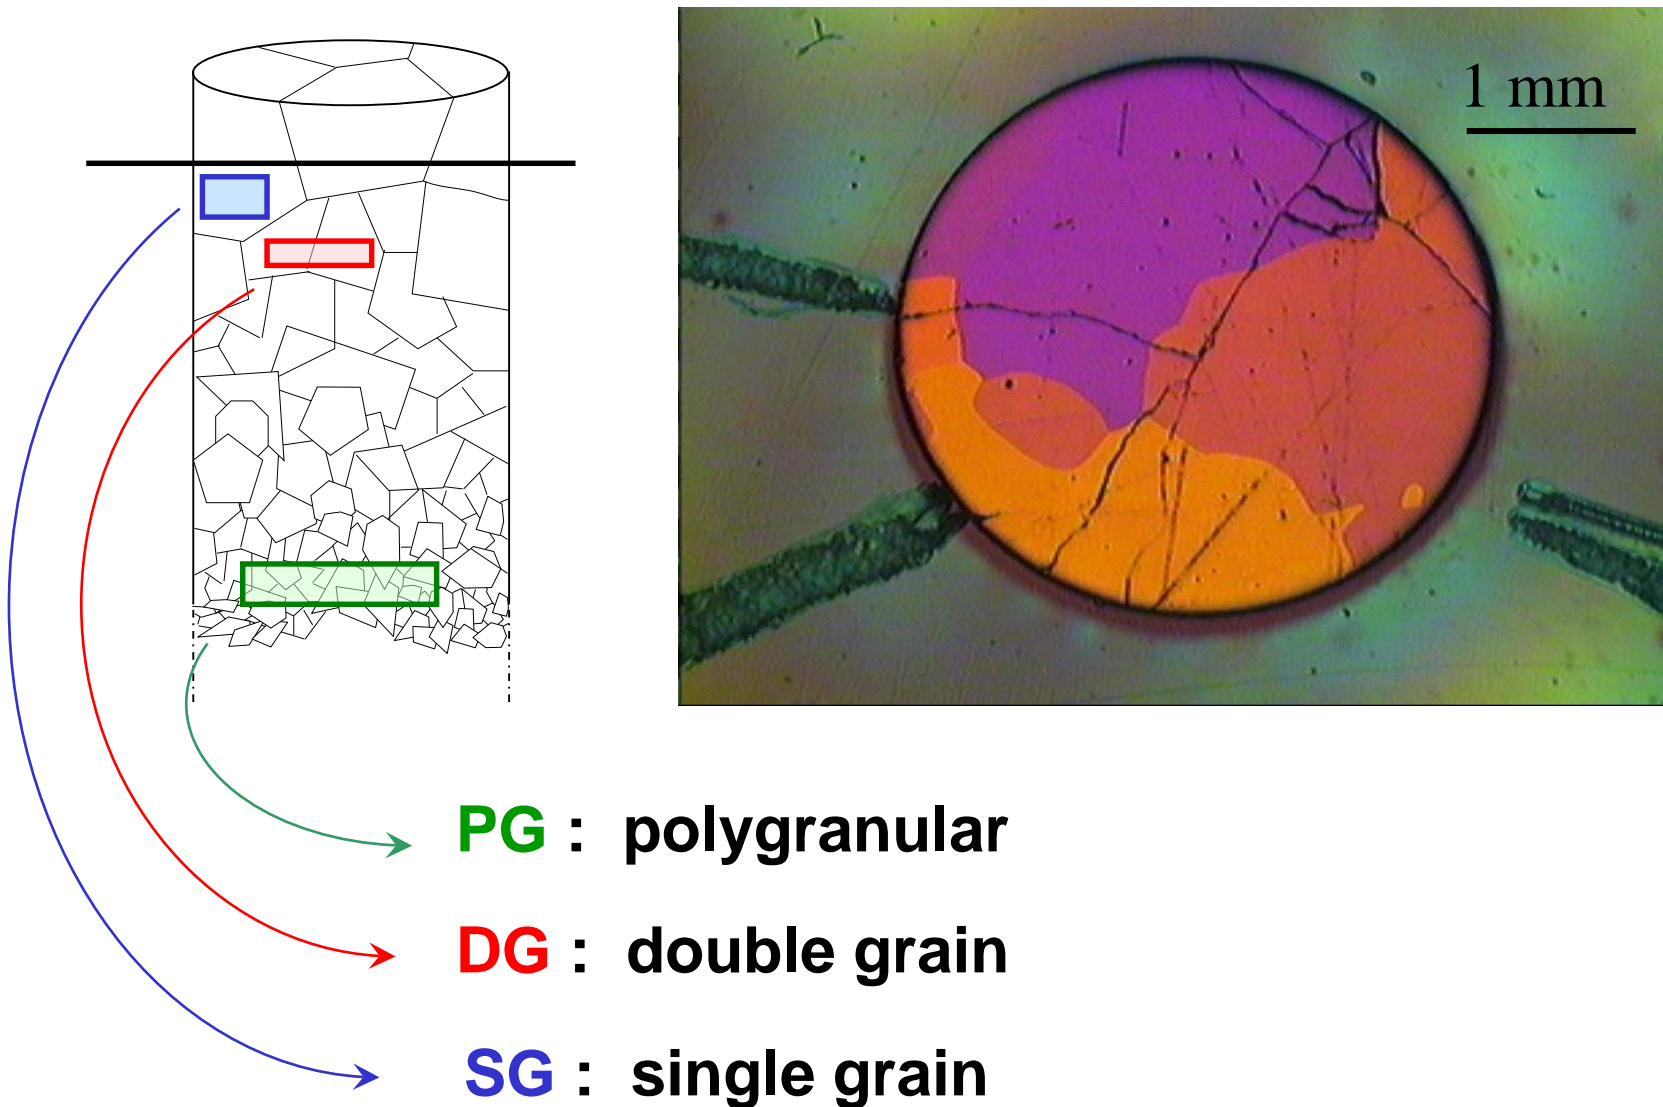 1 mm
PG : polygranular
DG : double grain
SG : single grain